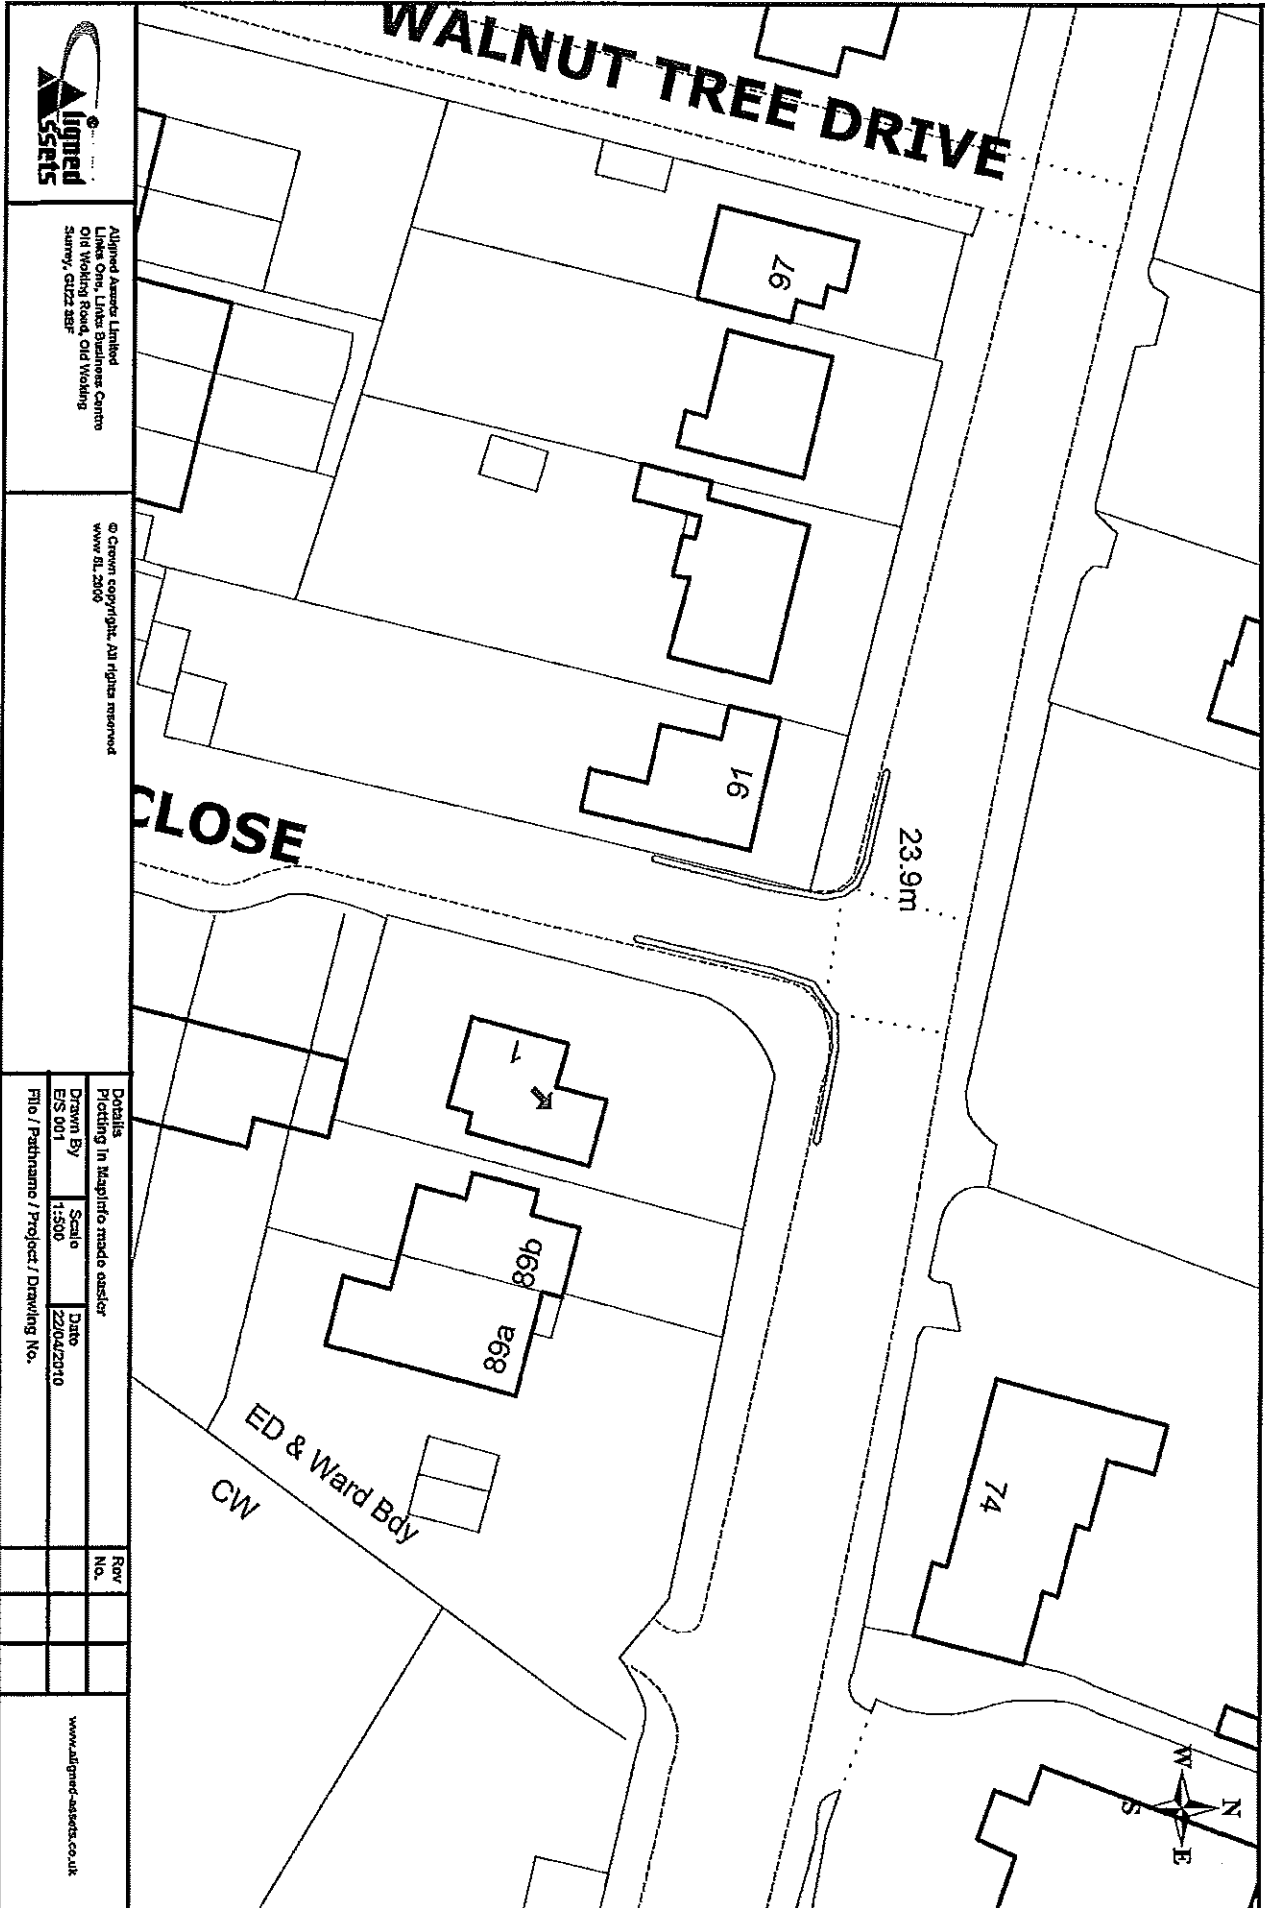 WALNUT TREE DRIVE
97
91
23.9m
CLOSE
1
89b
89a
ED & Ward Bdy
CW
74
N
W
E
S
Aligned
Assets
Aligned Assets Limited
Links One, Links Business Centre
Old Woking Road, Old Woking
Surrey, GU22 8BF
© Crown copyright. All rights reserved
www 2000
Details
Plotting in MapInfo made easier
Rev No.
Drawn By
E/S 001
Scale
1:500
Date
22/04/2010
File / Pathname / Project / Drawing No.
www.aligned-assets.co.uk